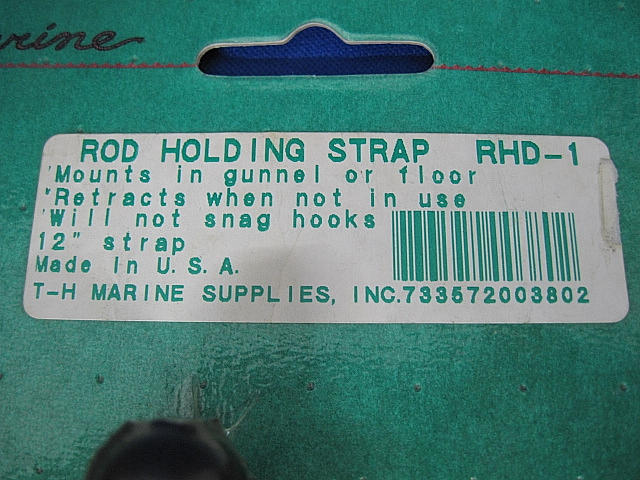 rine
ROD HOLDING STRAP RHD-1
'Mounts in gunnel or floor
'Retracts when not in use
'Will not snag hooks
12" strap
Made in U. S. A.
T-H MARINE SUPPLIES, INC.733572003802